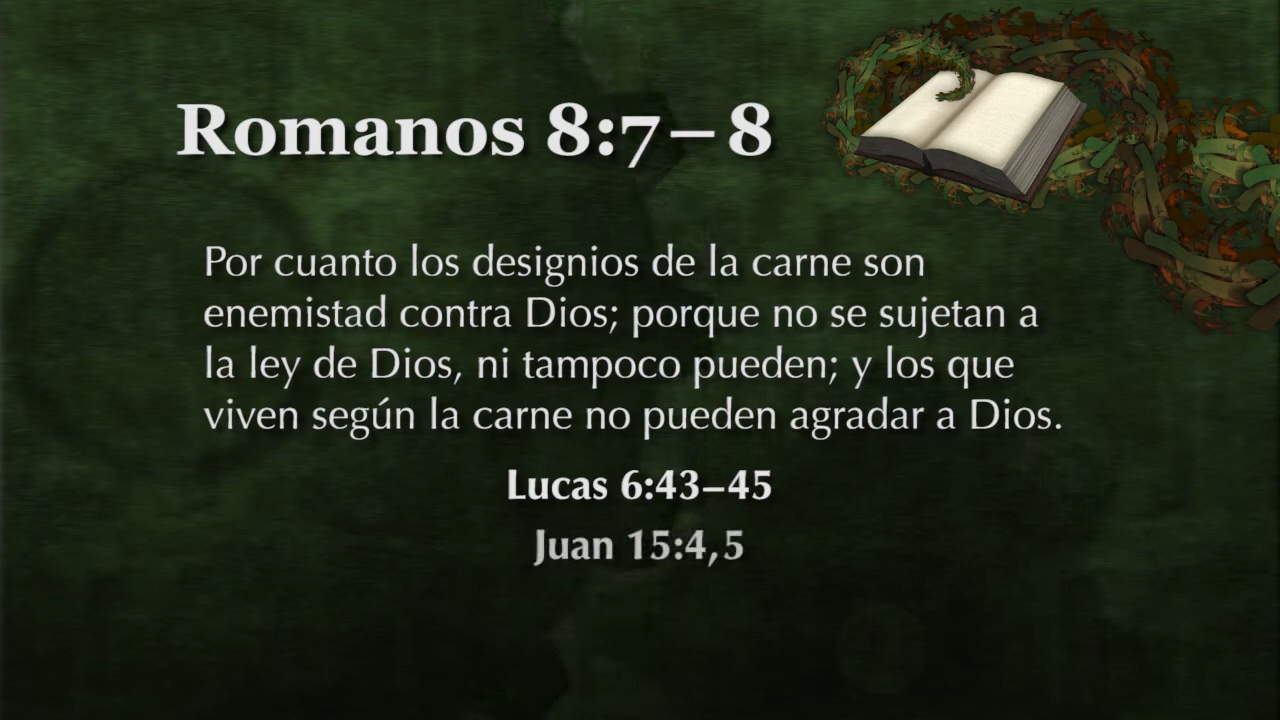 Romanos 8:7–8
Por cuanto los designios de la carne son
enemistad contra Dios; porque no se sujetan a
la ley de Dios, ni tampoco pueden; y los que
viven según la carne no pueden agradar a Dios.
Lucas 6:43–45
Juan 15:4,5